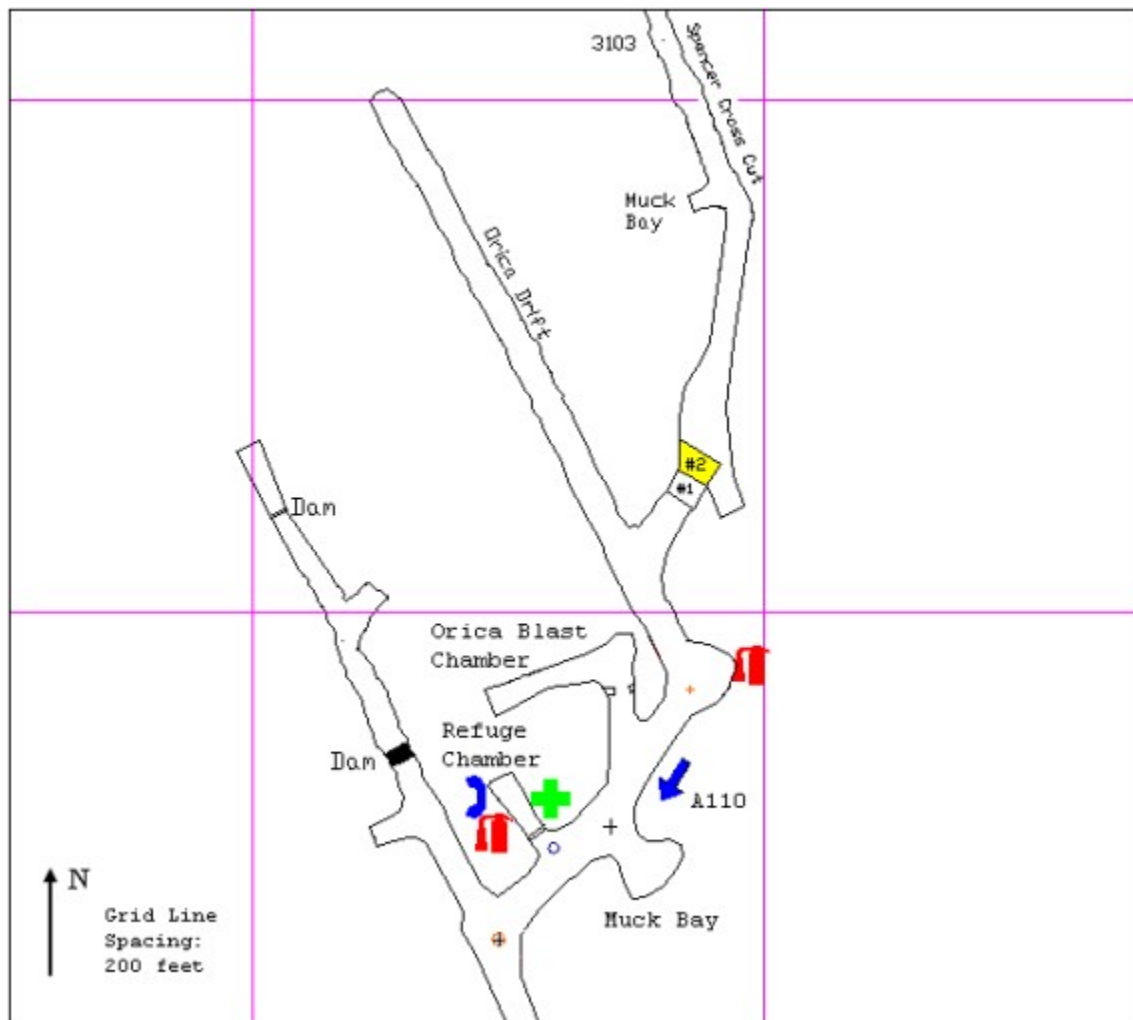 3103
Spencer Cross Cut
Muck
Bay
Orica Drift
#2
#1
Dam
Orica Blast
Chamber
Refuge
Chamber
Dam
A110
N
Grid Line
Spacing:
200 feet
Muck Bay